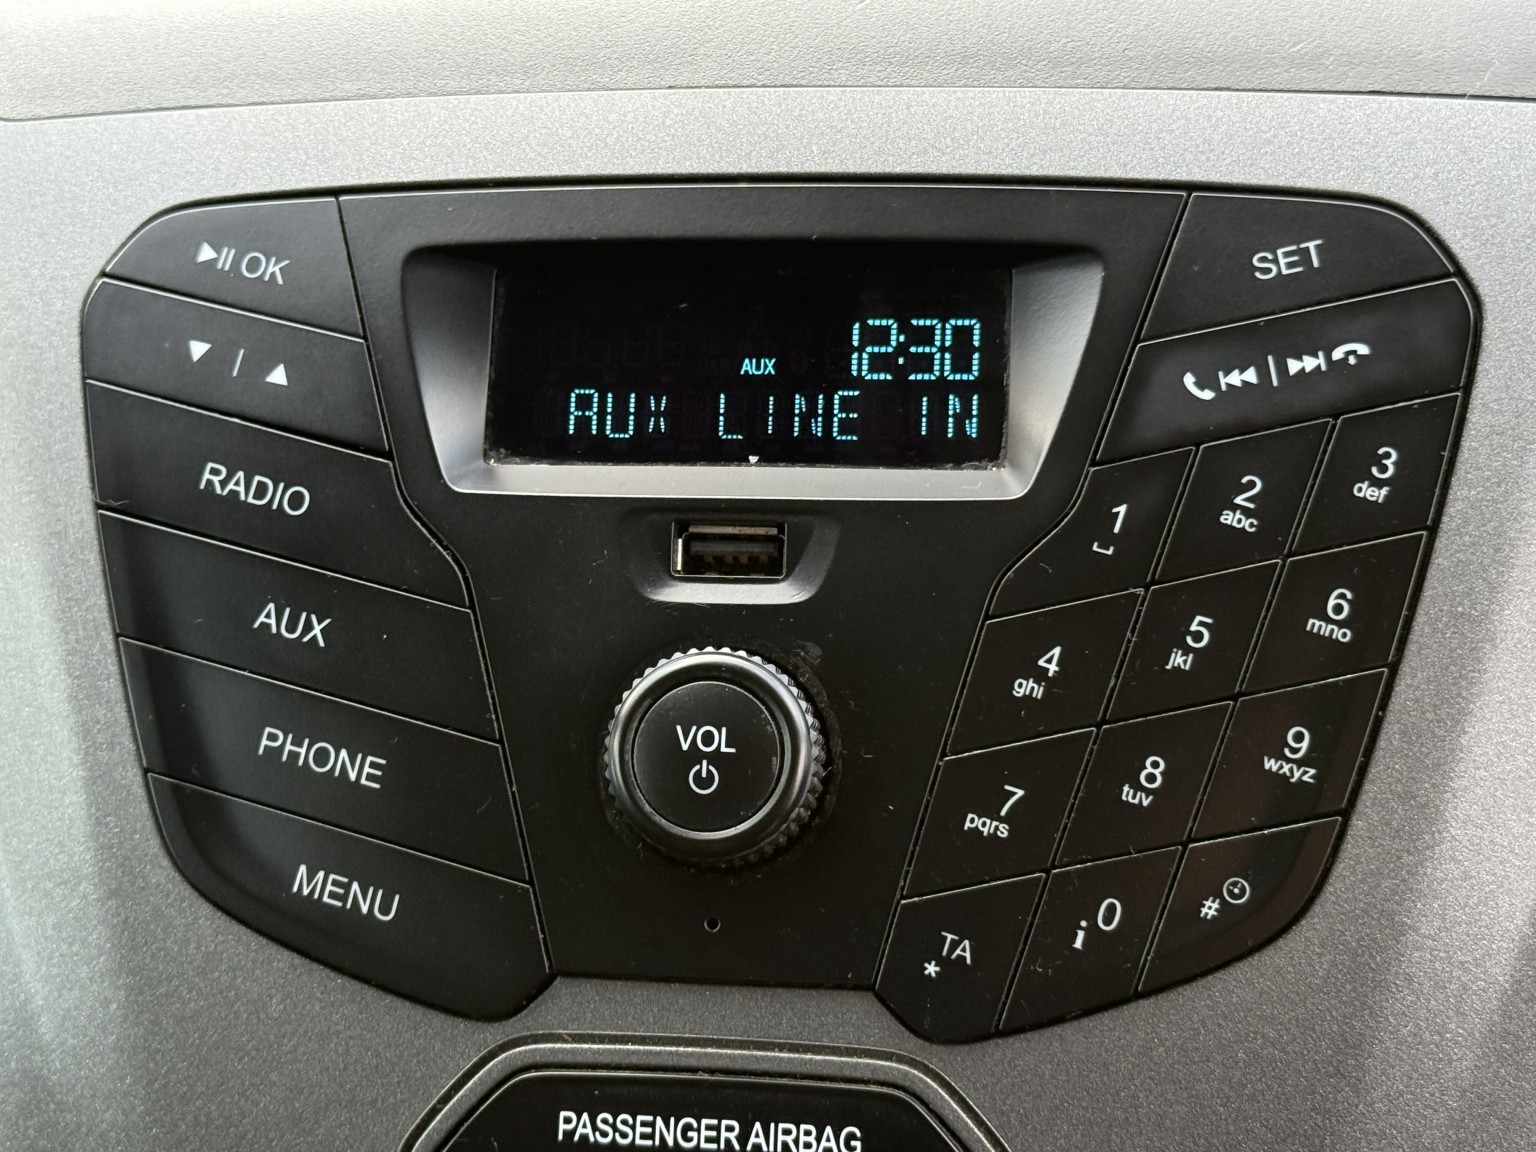 OK
SET
12:30
AUX
AUX LINE IN
RADIO
AUX
PHONE
MENU
VOL
1
2
abc
3
def
4
ghi
5
jkl
6
mno
7
pqrs
8
tuv
9
wxyz
TA
*
0
i
#
PASSENGER AIRBAG